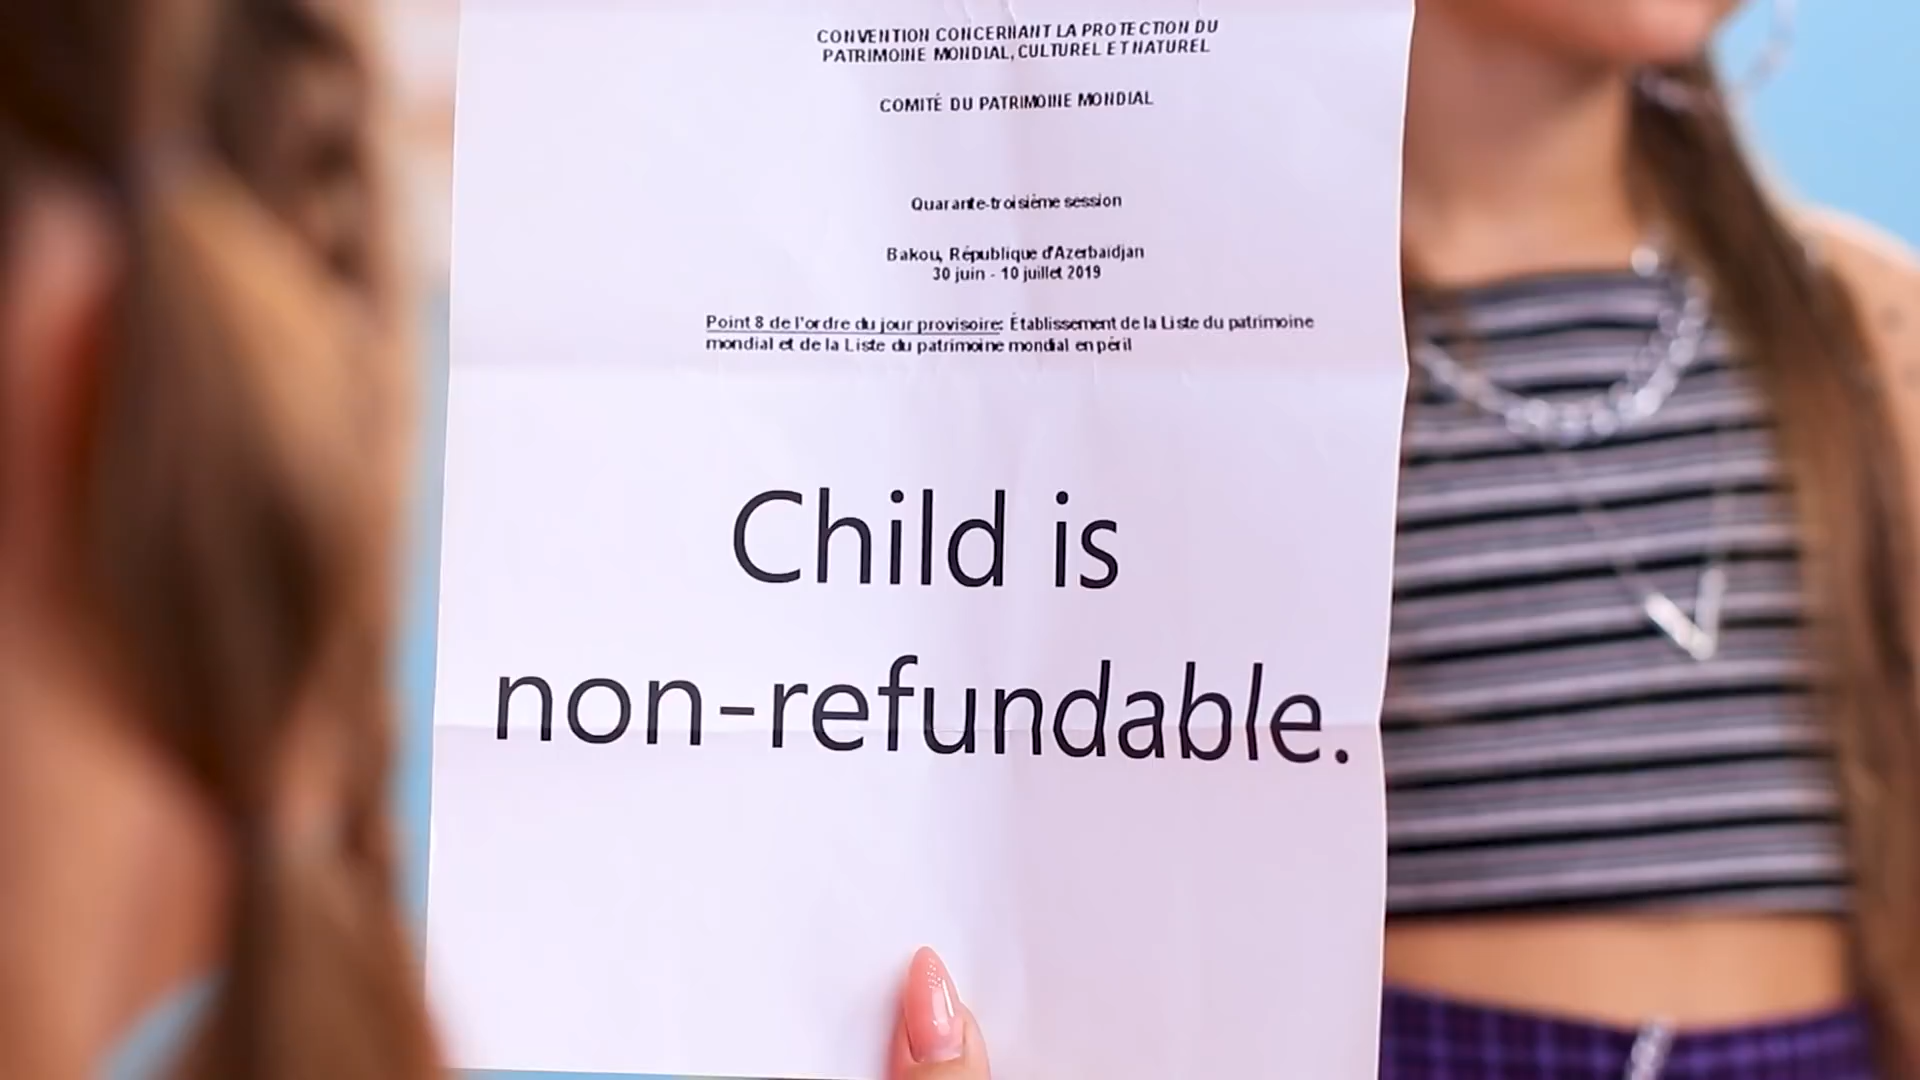 CONVENTION CONCERNANT LA PROTECTION DU
PATRIMOINE MONDIAL, CULTUREL ET NATUREL
COMITÉ DU PATRIMOINE MONDIAL
Quarante-troisième session
Bakou, République d'Azerbaïdjan
30 juin - 10 juillet 2019
Point 8 de l'ordre du jour provisoire: Établissement de la Liste du patrimoine
mondial et de la Liste du patrimoine mondial en péril
Child is
non-refundable.